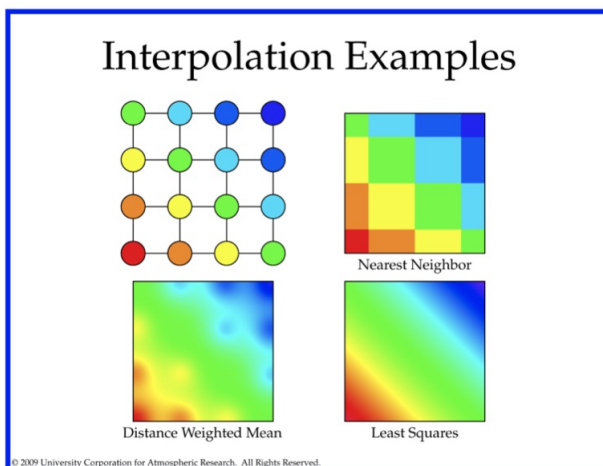 Interpolation Examples
Nearest Neighbor
Distance Weighted Mean
Least Squares
© 2009 University Corporation for Atmospheric Research. All Rights Reserved.